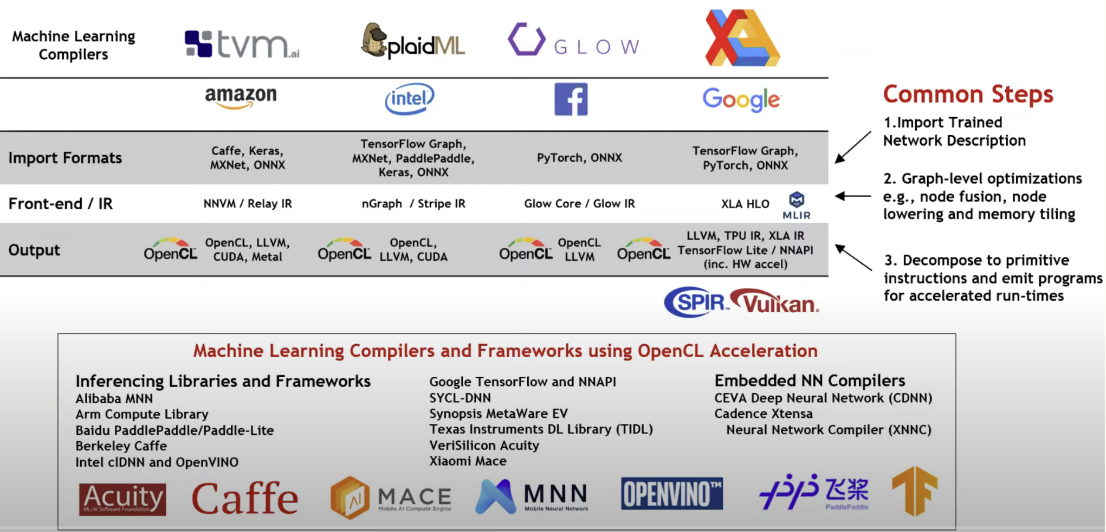 Machine Learning
Compilers
tvm.ai
plaidML
GLOW
amazon
intel
Google
Common Steps
1.Import Trained
Network Description
2. Graph-level optimizations
e.g., node fusion, node
lowering and memory tiling
3. Decompose to primitive
instructions and emit programs
for accelerated run-times
Import Formats
Caffe, Keras,
MXNet, ONNX
TensorFlow Graph,
MXNet, PaddlePaddle,
Keras, ONNX
PyTorch, ONNX
TensorFlow Graph,
PyTorch, ONNX
Front-end / IR
NNVM / Relay IR
nGraph / Stripe IR
Glow Core / Glow IR
XLA HLO
MLIR
Output
OpenCL
OpenCL, LLVM,
CUDA, Metal
OpenCL
OpenCL,
LLVM, CUDA
OpenCL
OpenCL
LLVM
OpenCL
LLVM, TPU IR, XLA IR
TensorFlow Lite / NNAPI
(inc. HW accel)
SPIR
Vulkan
Machine Learning Compilers and Frameworks using OpenCL Acceleration
Inferencing Libraries and Frameworks
Alibaba MNN
Arm Compute Library
Baidu PaddlePaddle/Paddle-Lite
Berkeley Caffe
Intel clDNN and OpenVINO
Google TensorFlow and NNAPI
SYCL-DNN
Synopsis MetaWare EV
Texas Instruments DL Library (TIDL)
VeriSilicon Acuity
Xiaomi Mace
Embedded NN Compilers
CEVA Deep Neural Network (CDNN)
Cadence Xtensa
Neural Network Compiler (XNNC)
Acuity
ML/AI Software Foundation
Caffe
MACE
Mobile AI Compute Engine
MNN
Mobile Neural Network
OPENVINO™
飞桨
PaddlePaddle